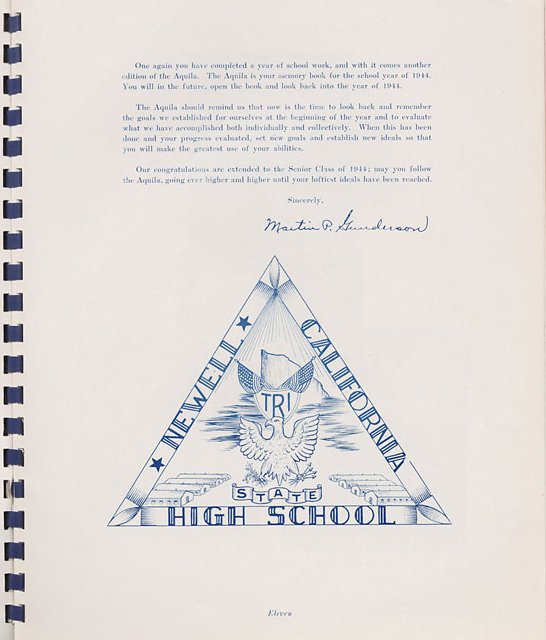 One again you have completed a year of school work, and with it comes another
edition of the Aquila. The Aquila is your memory book for the school year of 1944.
You will in the future, open the book and look back into the year of 1944.
The Aquila should remind us that now is the time to look back and remember
the goals we established for ourselves at the beginning of the year and to evaluate
what we have accomplished both individually and collectively. When this has been
done and your progress evaluated, set new goals and establish new ideals so that
you will make the greatest use of your abilities.
Our congratulations are extended to the Senior Class of 1944; may you follow
the Aquila, going ever higher and higher until your loftiest ideals have been reached.
Sincerely,
Martin P. Gunderson
NEWELL
CALIFORNIA
TRI
STATE
HIGH SCHOOL
Eleven